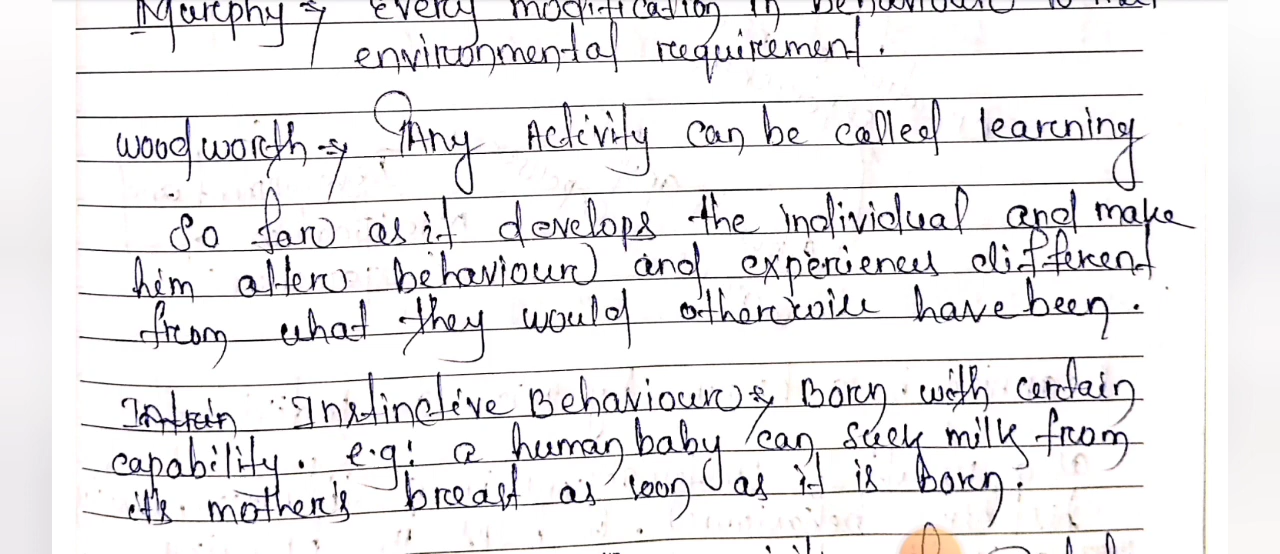 Murphy → every modification in behaviour to meet
environmental requirement.
Woodworth → Any Activity can be called learning
so far as it develops the individual and make
him alter behaviour and experiences different
from what they would otherwise have been.
Instinctive Behaviour → Born with certain
capability. e.g: a human baby can suck milk from
it's mother's breast as soon as it is born.